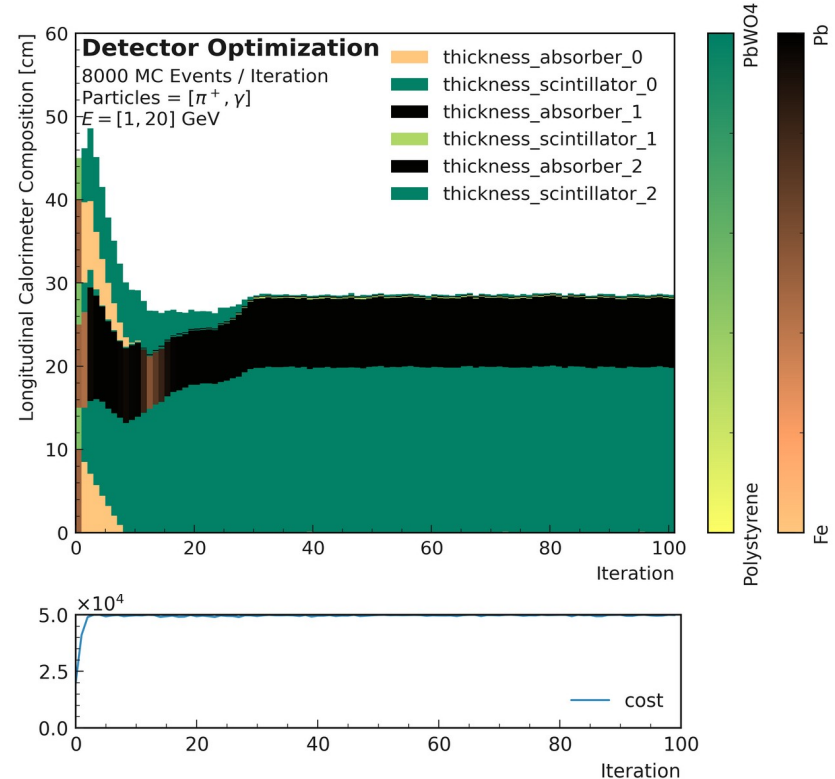 Detector Optimization
8000 MC Events / Iteration
Particles = [π⁺, γ]
E = [1, 20] GeV
thickness_absorber_0
thickness_scintillator_0
thickness_absorber_1
thickness_scintillator_1
thickness_absorber_2
thickness_scintillator_2
Longitudinal Calorimeter Composition [cm]
60
50
40
30
20
10
0
0 20 40 60 80 100
Iteration
PbWO4
Polystyrene
Pb
Fe
×10⁴
5.0
2.5
0.0
cost
0 20 40 60 80 100
Iteration